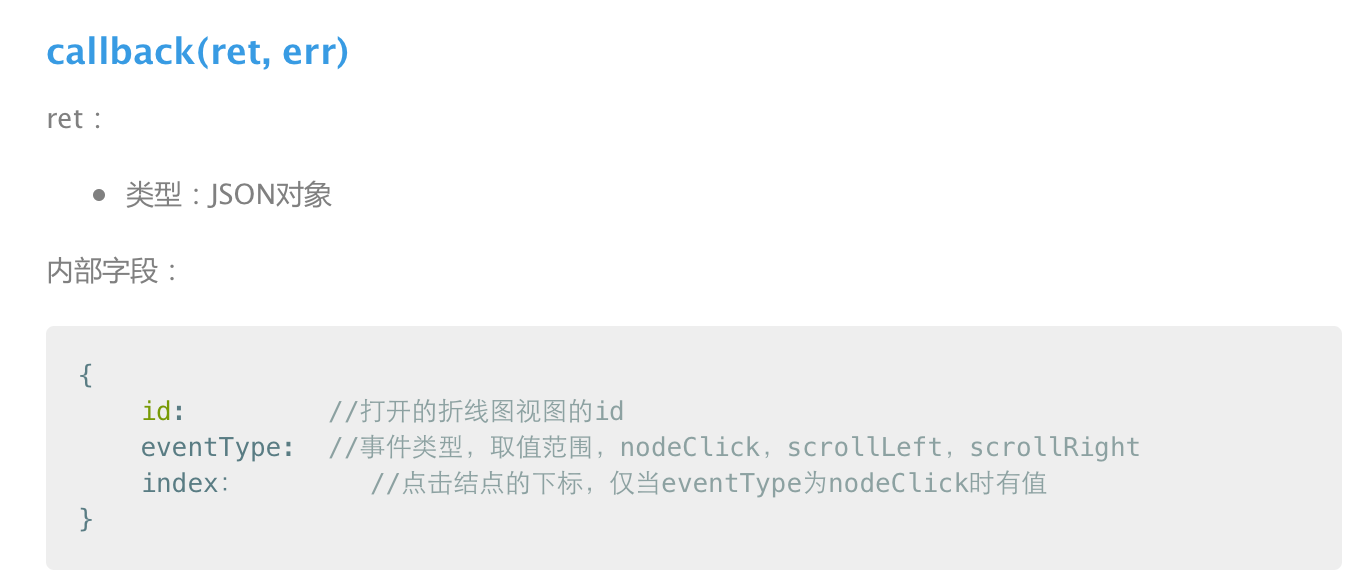 callback(ret, err)
ret：
类型：JSON对象
内部字段：
{
id: //打开的折线图视图的id
eventType: //事件类型，取值范围，nodeClick，scrollLeft，scrollRight
index： //点击结点的下标，仅当eventType为nodeClick时有值
}